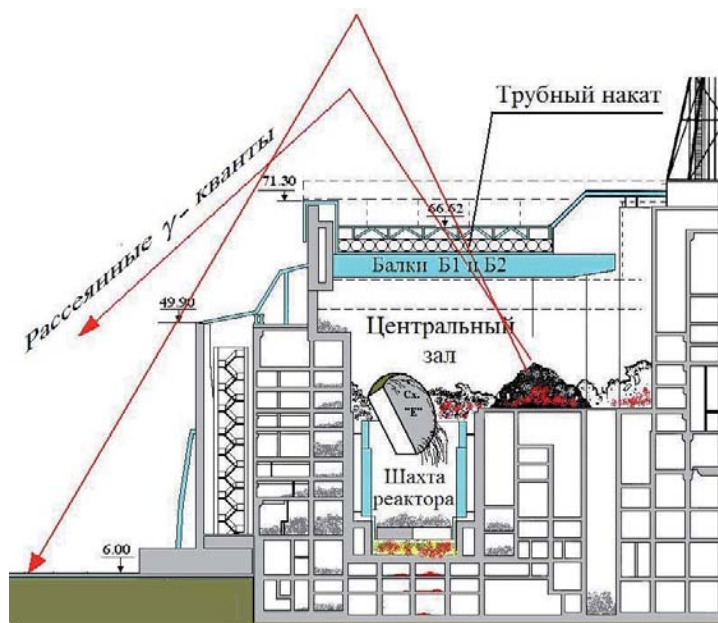 Трубный накат
Рассеянные γ- кванты
71.30
66.62
Балки Б1 и Б2
49.90
Центральный
зал
Сх.
"Е"
Шахта
реактора
6.00